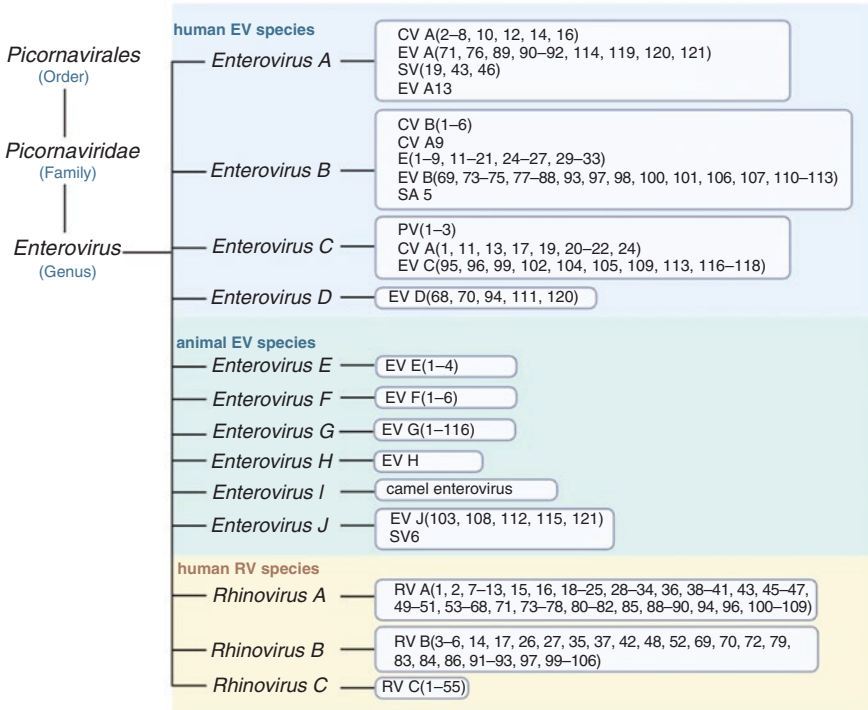 Picornavirales
(Order)
Picornaviridae
(Family)
Enterovirus
(Genus)
human EV species
Enterovirus A
CV A(2–8, 10, 12, 14, 16)
EV A(71, 76, 89, 90–92, 114, 119, 120, 121)
SV(19, 43, 46)
EV A13
Enterovirus B
CV B(1–6)
CV A9
E(1–9, 11–21, 24–27, 29–33)
EV B(69, 73–75, 77–88, 93, 97, 98, 100, 101, 106, 107, 110–113)
SA 5
Enterovirus C
PV(1–3)
CV A(1, 11, 13, 17, 19, 20–22, 24)
EV C(95, 96, 99, 102, 104, 105, 109, 113, 116–118)
Enterovirus D
EV D(68, 70, 94, 111, 120)
animal EV species
Enterovirus E
EV E(1–4)
Enterovirus F
EV F(1–6)
Enterovirus G
EV G(1–116)
Enterovirus H
EV H
Enterovirus I
camel enterovirus
Enterovirus J
EV J(103, 108, 112, 115, 121)
SV6
human RV species
Rhinovirus A
RV A(1, 2, 7–13, 15, 16, 18–25, 28–34, 36, 38–41, 43, 45–47,
49–51, 53–68, 71, 73–78, 80–82, 85, 88–90, 94, 96, 100–109)
Rhinovirus B
RV B(3–6, 14, 17, 26, 27, 35, 37, 42, 48, 52, 69, 70, 72, 79,
83, 84, 86, 91–93, 97, 99–106)
Rhinovirus C
RV C(1–55)